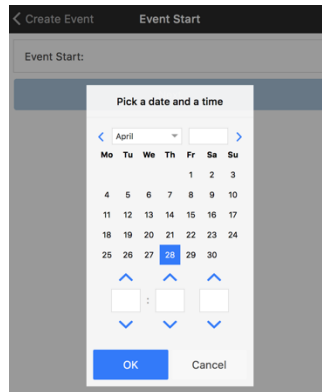 Create Event Event Start
Event Start:
Pick a date and a time
April
Mo Tu We Th Fr Sa Su
1 2 3
4 5 6 7 8 9 10
11 12 13 14 15 16 17
18 19 20 21 22 23 24
25 26 27 28 29 30
:
OK Cancel